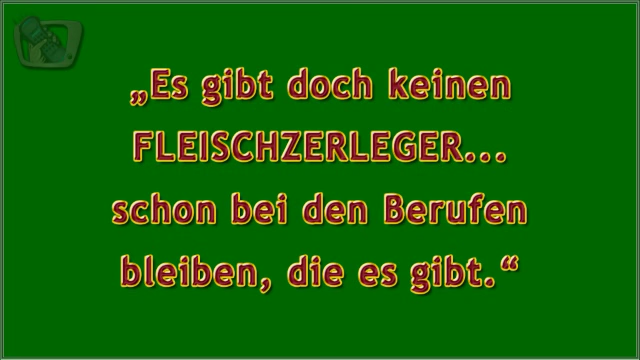 „Es gibt doch keinen
FLEISCHZERLEGER...
schon bei den Berufen
bleiben, die es gibt.“